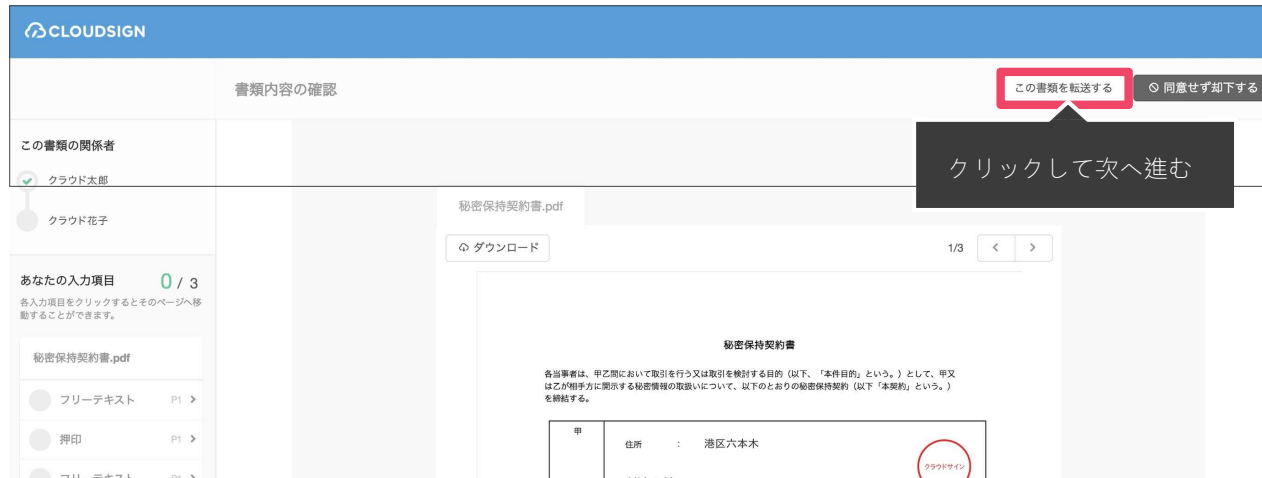 CLOUDSIGN
書類内容の確認
この書類を転送する
同意せず却下する
クリックして次へ進む
この書類の関係者
クラウド太郎
クラウド花子
あなたの入力項目 0 / 3
各入力項目をクリックするとそのページへ移
動することができます。
秘密保持契約書.pdf
フリーテキスト P1
押印 P1
フリーテキスト P1
秘密保持契約書.pdf
ダウンロード
1/3
秘密保持契約書
各当事者は、甲乙間において取引を行う又は取引を検討する目的（以下、「本件目的」という。）として、甲又
は乙が相手方に開示する秘密情報の取扱いについて、以下のとおりの秘密保持契約（以下「本契約」という。）
を締結する。
甲
住所 : 港区六本木
クラウドサイン